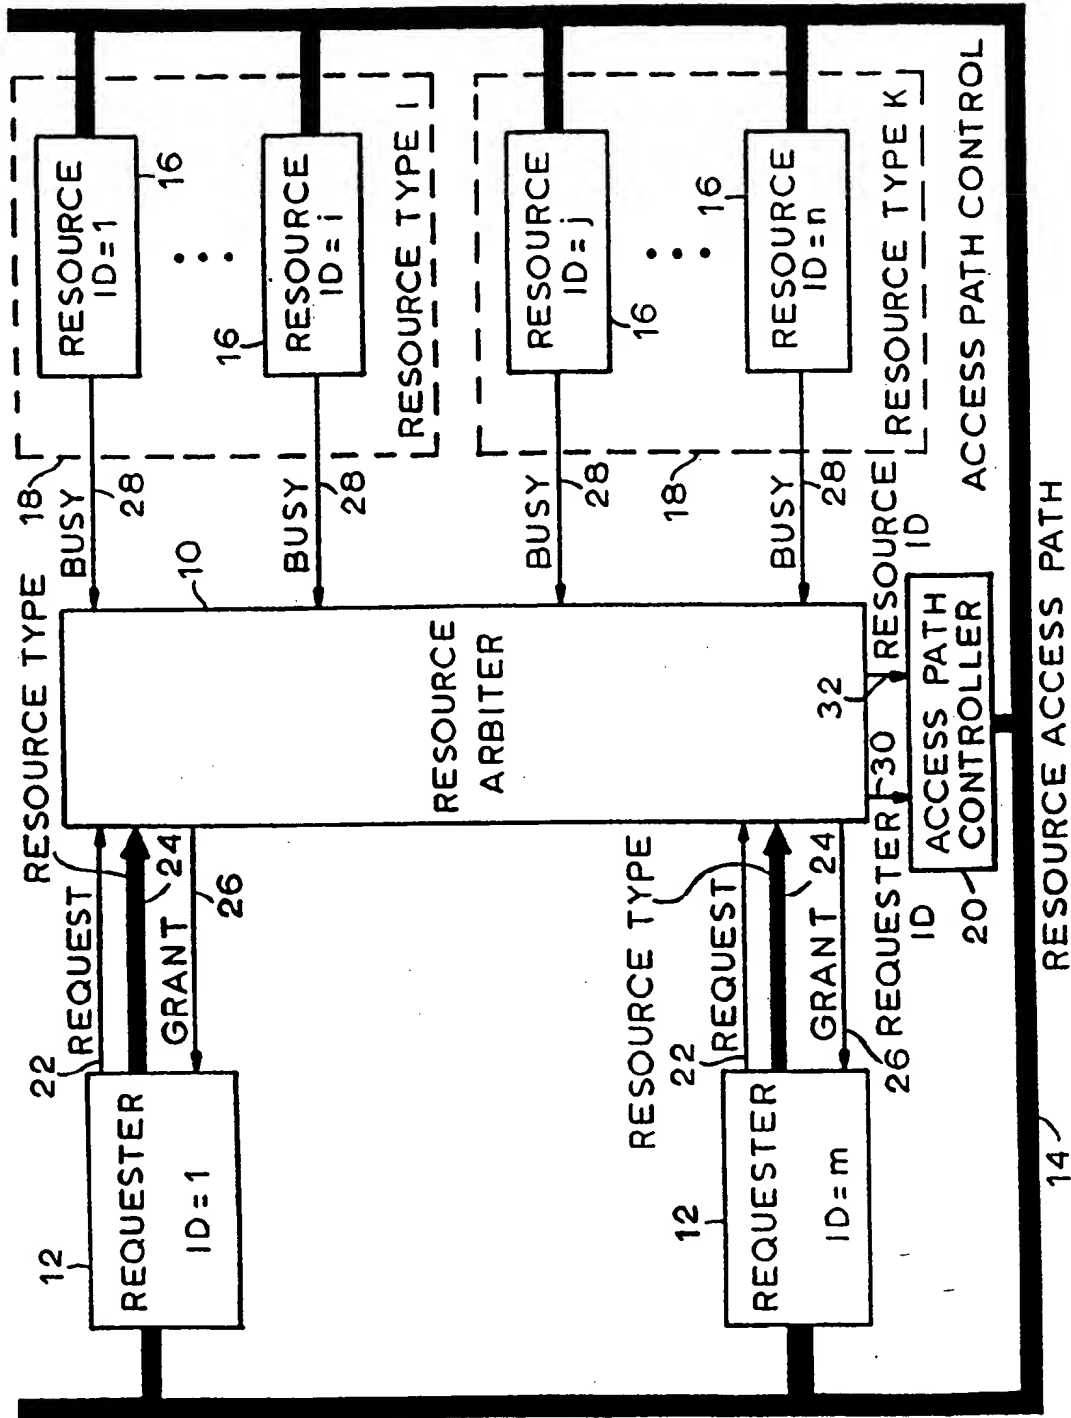 RESOURCE TYPE
18
12
22
REQUESTER
ID=1
REQUEST
24
GRANT
26
10
RESOURCE
ARBITER
BUSY
28
RESOURCE
ID=1
16
BUSY
28
16
RESOURCE
ID=i
RESOURCE TYPE 1
BUSY
28
RESOURCE
ID=j
16
18
BUSY
28
16
RESOURCE
ID=n
RESOURCE TYPE K
RESOURCE TYPE
12
22
REQUESTER
ID=m
REQUEST
24
GRANT
26
REQUESTER
ID
30
32
RESOURCE
ID
20
ACCESS PATH
CONTROLLER
ACCESS PATH CONTROL
14
RESOURCE ACCESS PATH